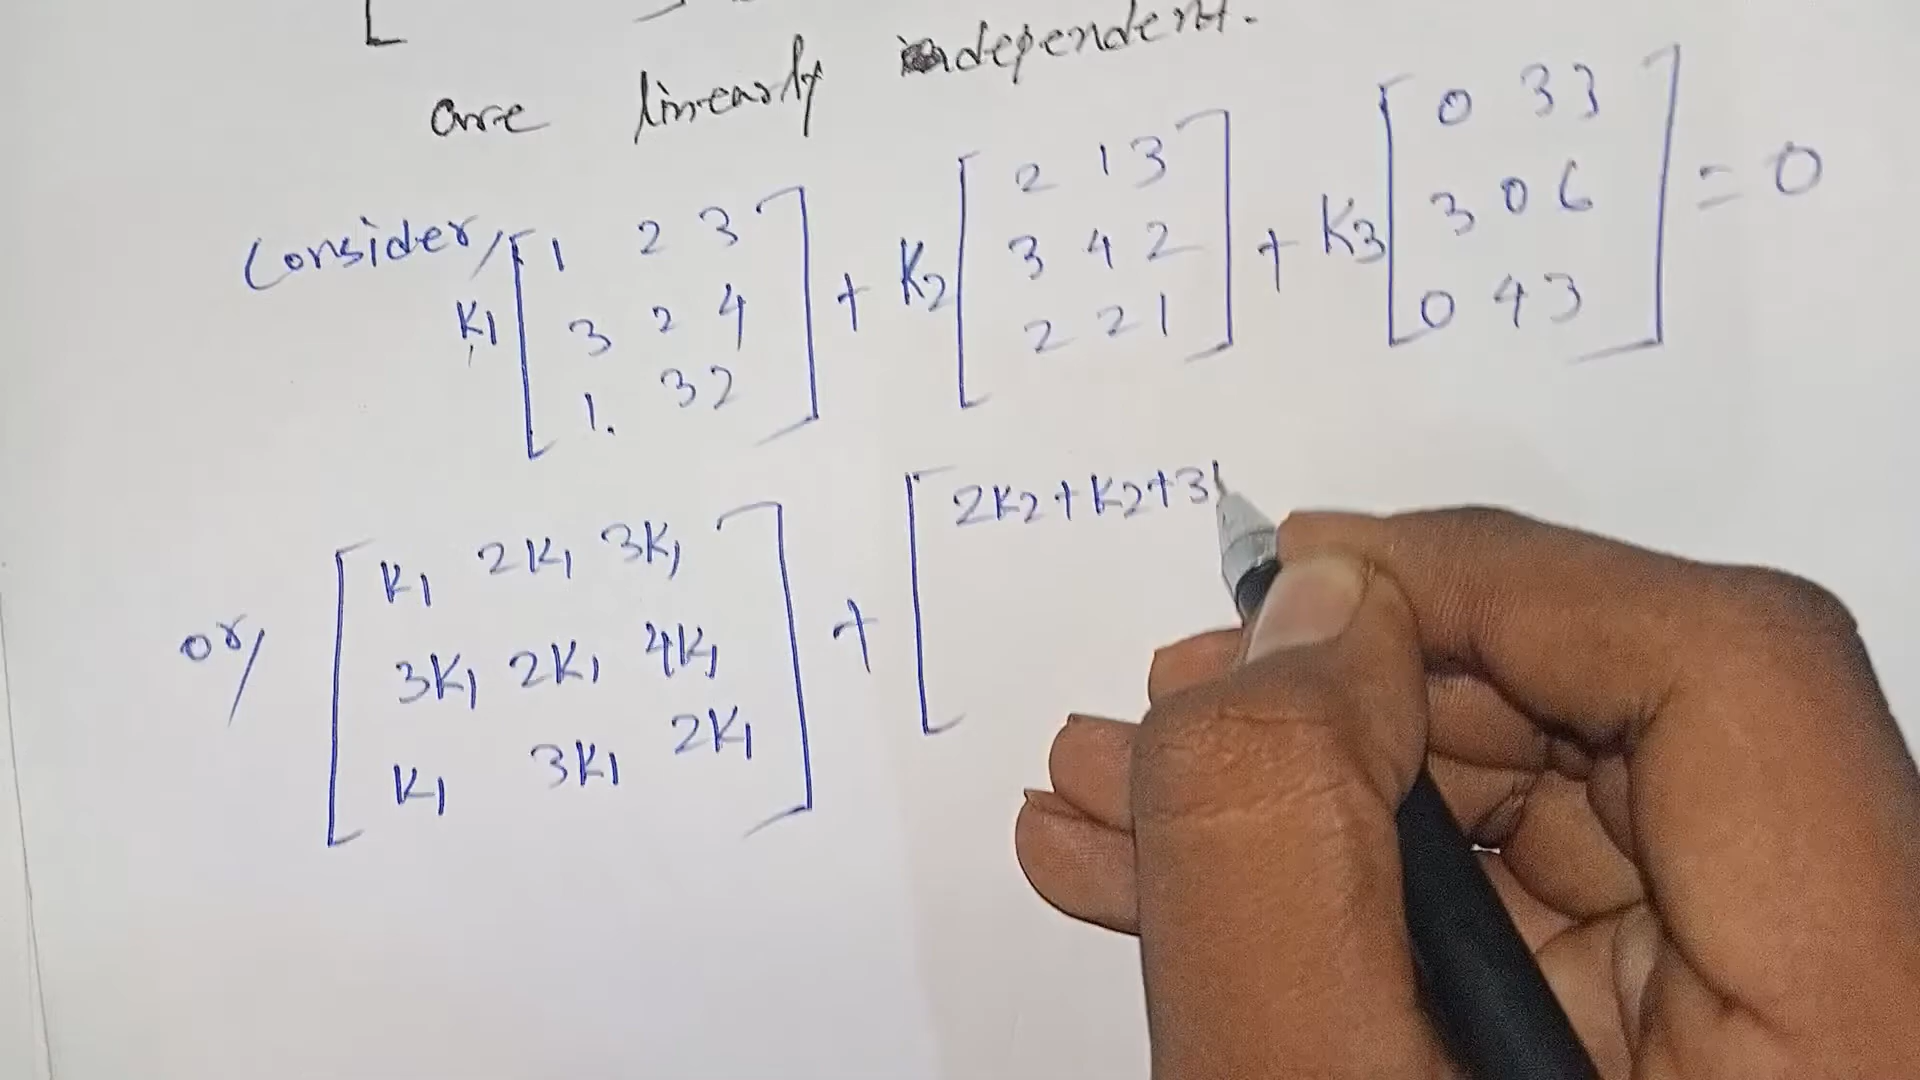 are linearly independent.
Consider, K1 [1 2 3 3 2 4 1. 3 2] + K2 [2 1 3 3 4 2 2 2 1] + K3 [0 3 3 3 0 6 0 4 3] = 0
or, [K1 2K1 3K1 3K1 2K1 4K1 K1 3K1 2K1] + [2K2+K2+3